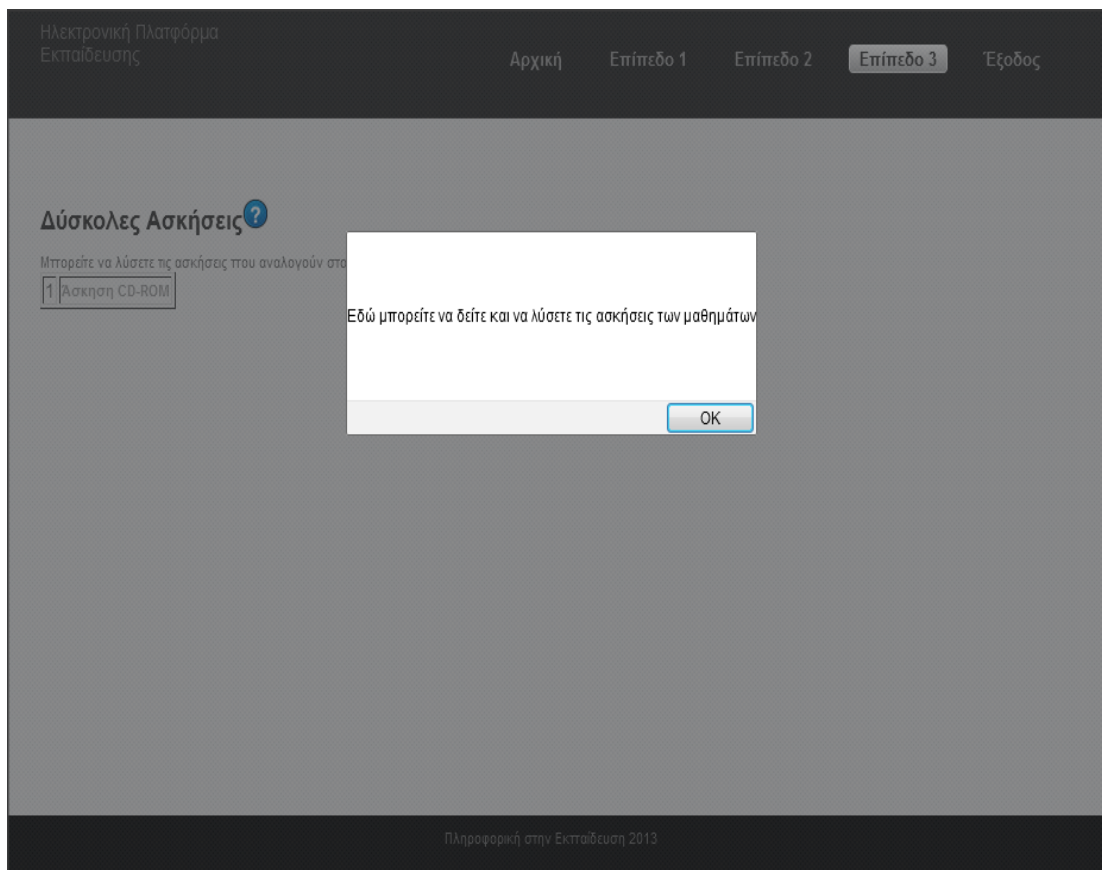 Ηλεκτρονική Πλατφόρμα
Εκπαίδευσης
Αρχική Επίπεδο 1 Επίπεδο 2 Επίπεδο 3 Έξοδος
Δύσκολες Ασκήσεις ?
Μπορείτε να λύσετε τις ασκήσεις που αναλογούν στο
1 Άσκηση CD-ROM
Εδώ μπορείτε να δείτε και να λύσετε τις ασκήσεις των μαθημάτων
OK
Πληροφορική στην Εκπαίδευση 2013